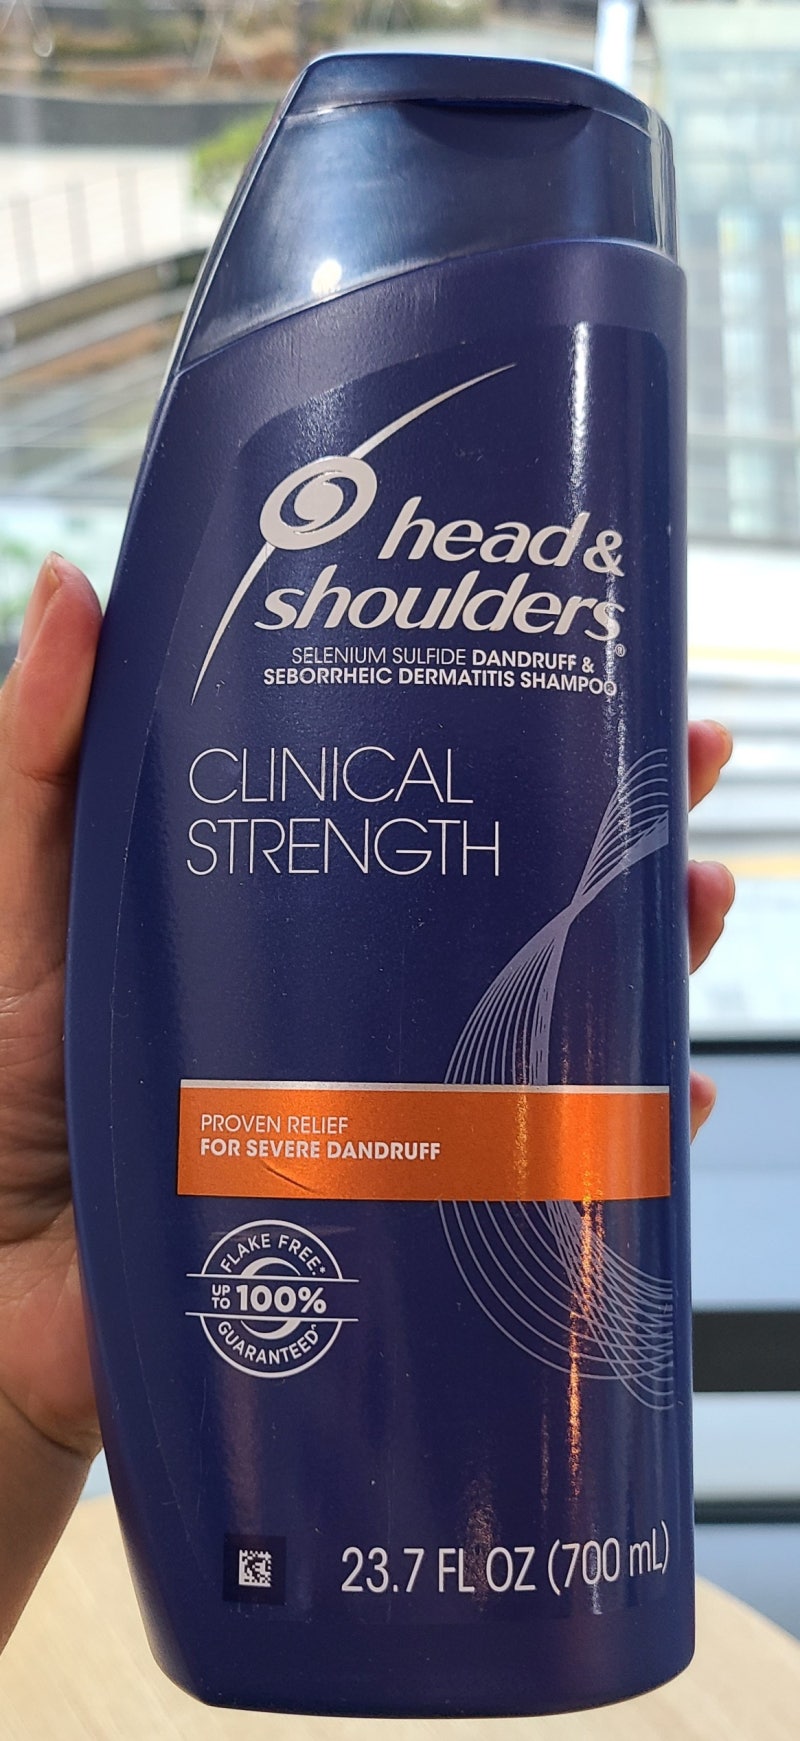 head &
shoulders®
SELENIUM SULFIDE DANDRUFF &
SEBORRHEIC DERMATITIS SHAMPOO
CLINICAL
STRENGTH
PROVEN RELIEF
FOR SEVERE DANDRUFF
FLAKE FREE*
UP TO 100%
GUARANTEED^
23.7 FL OZ (700 mL)